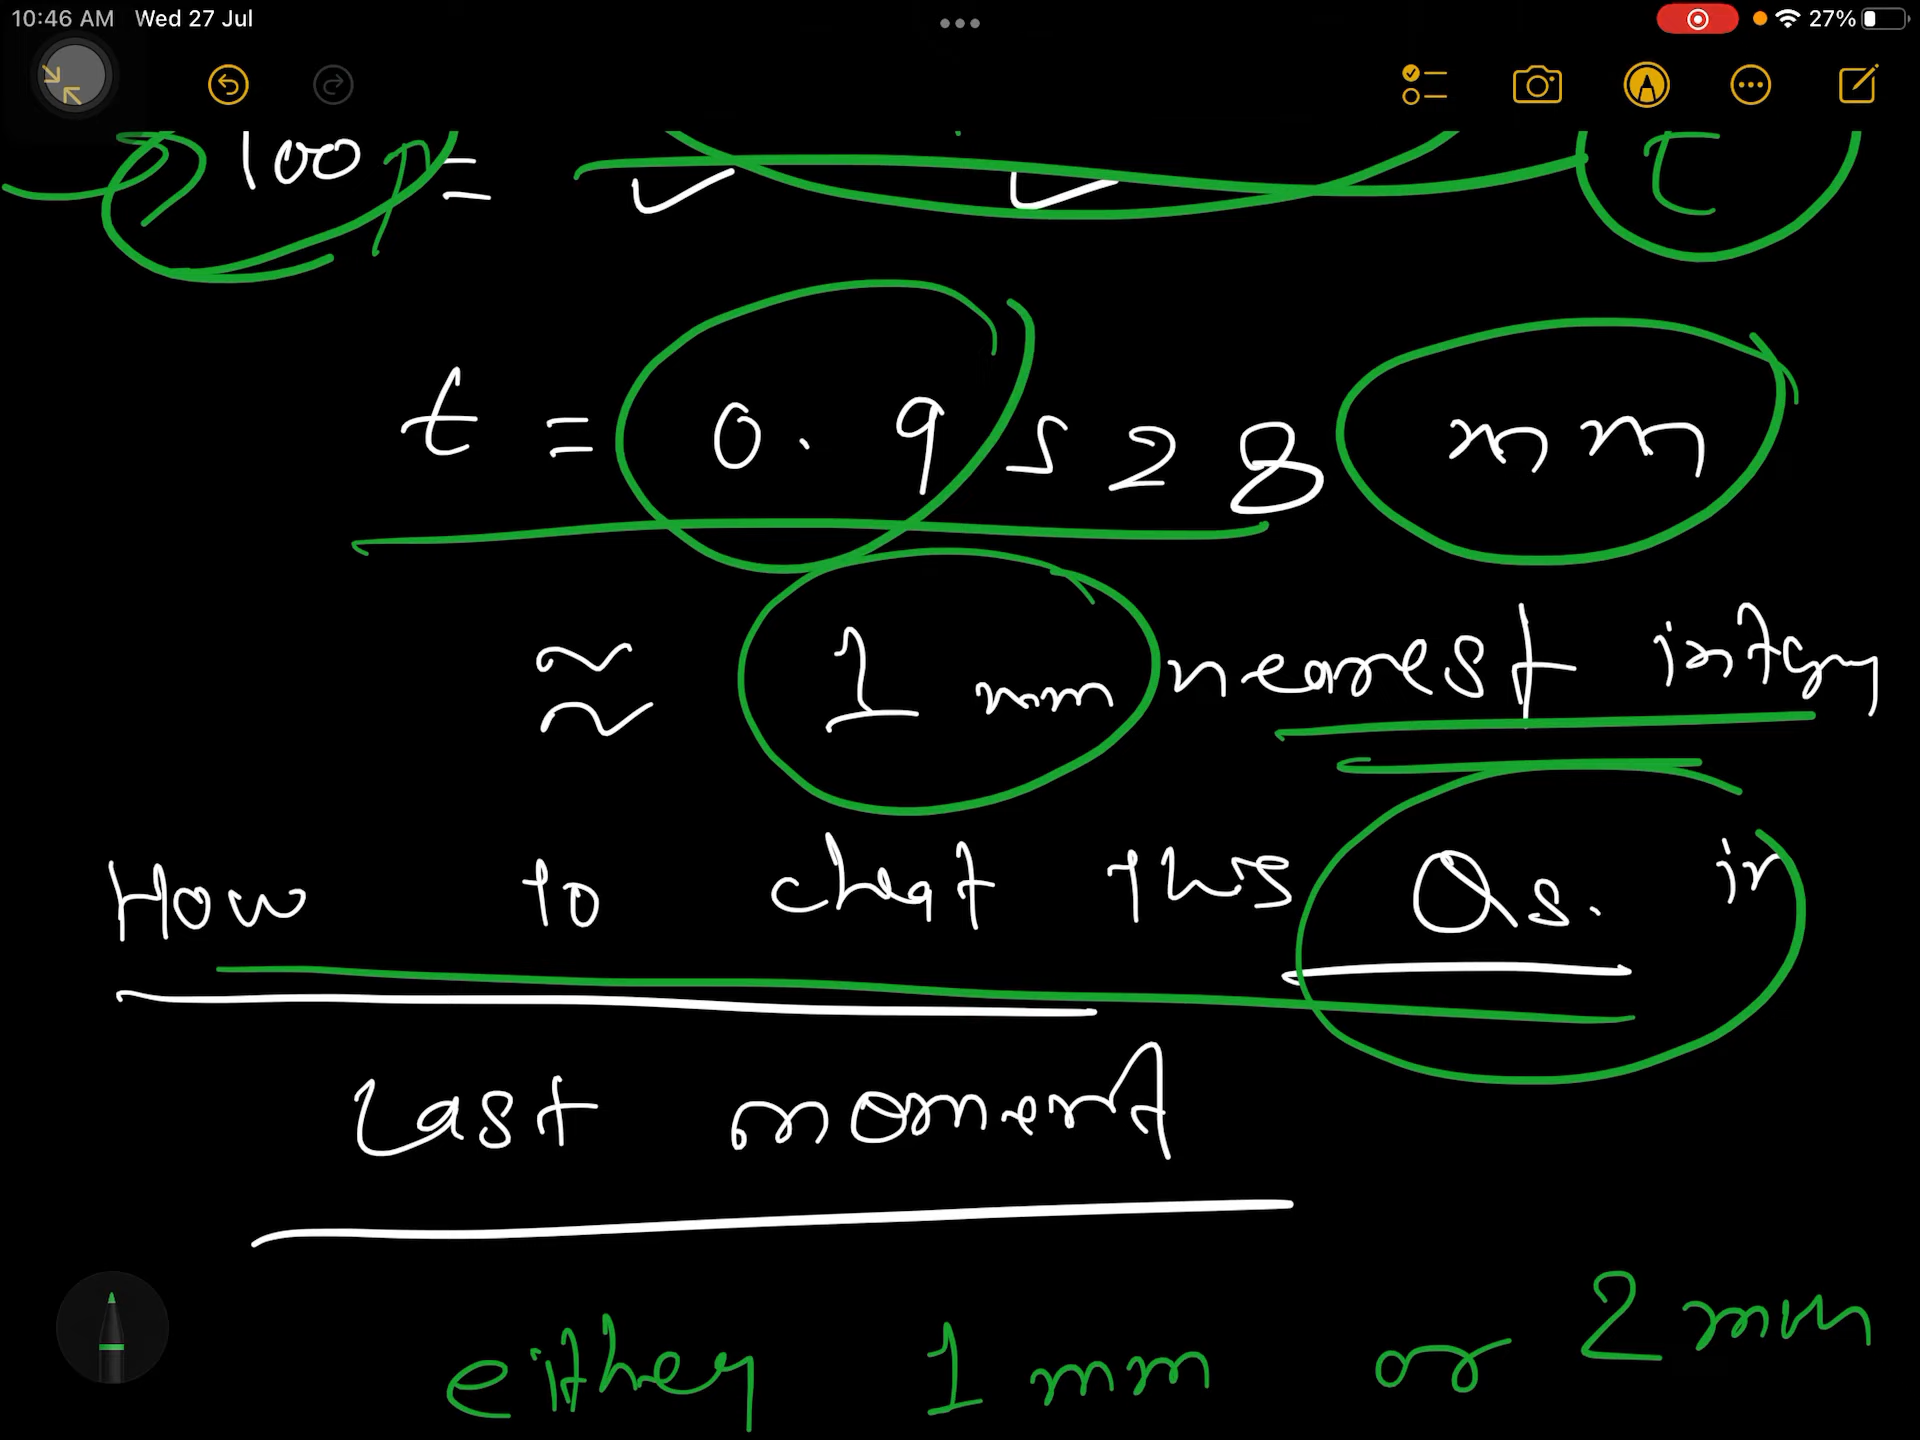 10:46 AM Wed 27 Jul 27%
100 =
t = 0.9528 mm
≈ 1 mm nearest
How to cheat this Qs. in
Last moment
either 1 mm or 2 mm